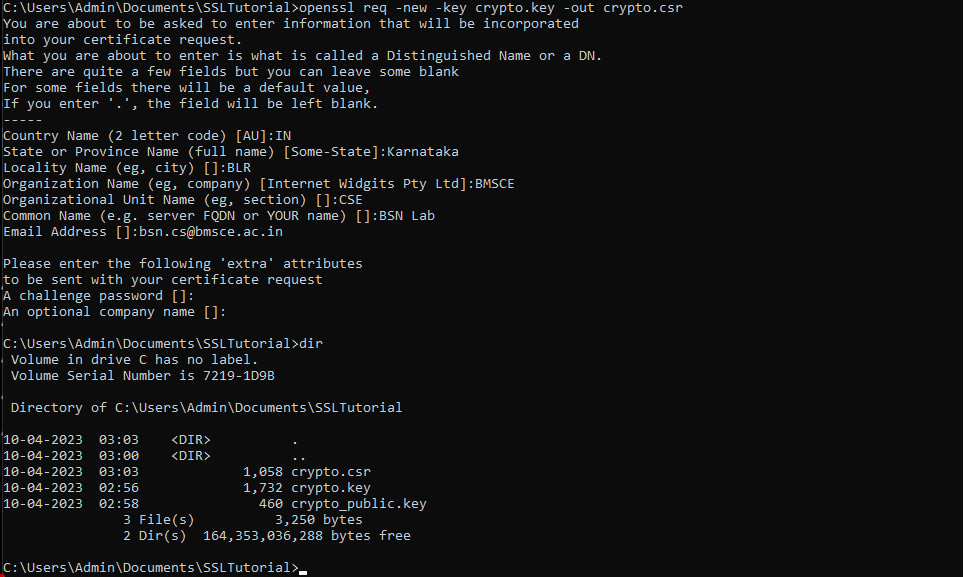 C:\Users\Admin\Documents\SSLTutorial>openssl req -new -key crypto.key -out crypto.csr
You are about to be asked to enter information that will be incorporated
into your certificate request.
What you are about to enter is what is called a Distinguished Name or a DN.
There are quite a few fields but you can leave some blank
For some fields there will be a default value,
If you enter '.', the field will be left blank.
-----
Country Name (2 letter code) [AU]:IN
State or Province Name (full name) [Some-State]:Karnataka
Locality Name (eg, city) []:BLR
Organization Name (eg, company) [Internet Widgits Pty Ltd]:BMSCE
Organizational Unit Name (eg, section) []:CSE
Common Name (e.g. server FQDN or YOUR name) []:BSN Lab
Email Address []:bsn.cs@bmsce.ac.in

Please enter the following 'extra' attributes
to be sent with your certificate request
A challenge password []:
An optional company name []:

C:\Users\Admin\Documents\SSLTutorial>dir
 Volume in drive C has no label.
 Volume Serial Number is 7219-1D9B

 Directory of C:\Users\Admin\Documents\SSLTutorial

10-04-2023  03:03    <DIR>          .
10-04-2023  03:00    <DIR>          ..
10-04-2023  03:03             1,058 crypto.csr
10-04-2023  02:56             1,732 crypto.key
10-04-2023  02:58               460 crypto_public.key
               3 File(s)          3,250 bytes
               2 Dir(s)  164,353,036,288 bytes free

C:\Users\Admin\Documents\SSLTutorial>